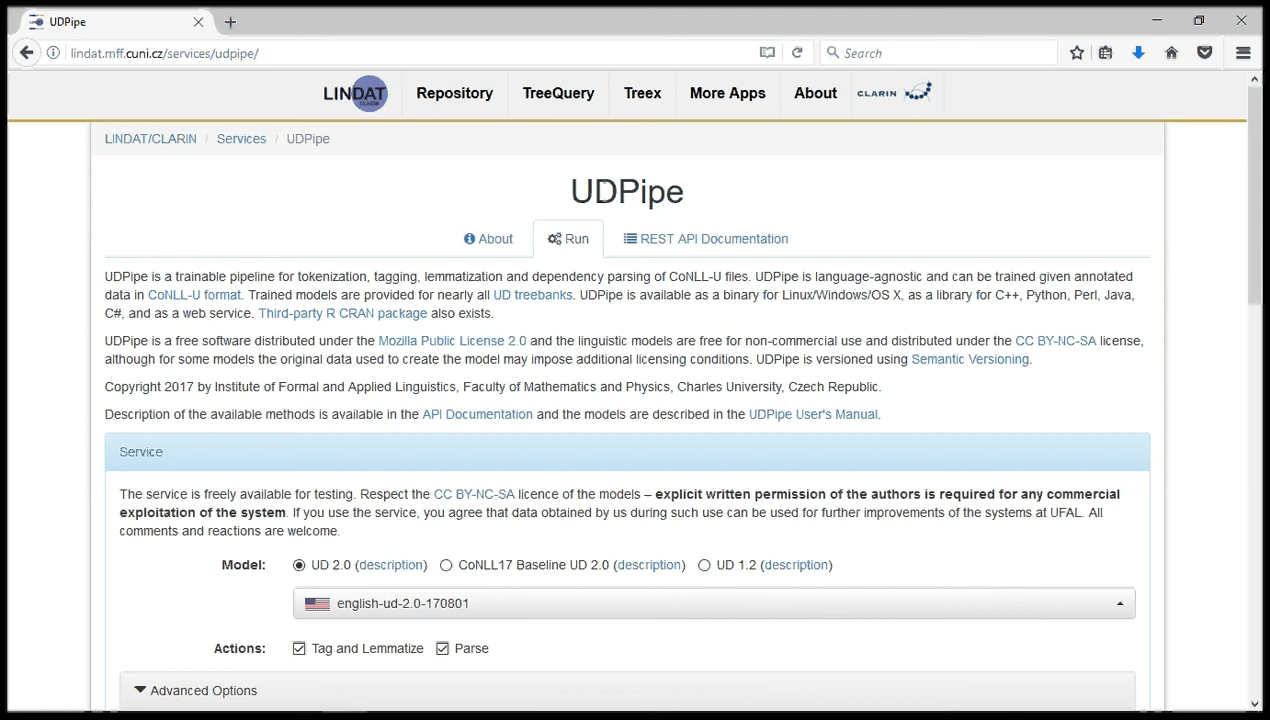 UDPipe
lindat.mff.cuni.cz/services/udpipe/
Search
LINDAT
CLARIN
Repository
TreeQuery
Treex
More Apps
About
CLARIN
LINDAT/CLARIN / Services / UDPipe
UDPipe
About
Run
REST API Documentation
UDPipe is a trainable pipeline for tokenization, tagging, lemmatization and dependency parsing of CoNLL-U files. UDPipe is language-agnostic and can be trained given annotated
data in CoNLL-U format. Trained models are provided for nearly all UD treebanks. UDPipe is available as a binary for Linux/Windows/OS X, as a library for C++, Python, Perl, Java,
C#, and as a web service. Third-party R CRAN package also exists.
UDPipe is a free software distributed under the Mozilla Public License 2.0 and the linguistic models are free for non-commercial use and distributed under the CC BY-NC-SA license,
although for some models the original data used to create the model may impose additional licensing conditions. UDPipe is versioned using Semantic Versioning.
Copyright 2017 by Institute of Formal and Applied Linguistics, Faculty of Mathematics and Physics, Charles University, Czech Republic.
Description of the available methods is available in the API Documentation and the models are described in the UDPipe User's Manual.
Service
The service is freely available for testing. Respect the CC BY-NC-SA licence of the models – explicit written permission of the authors is required for any commercial
exploitation of the system. If you use the service, you agree that data obtained by us during such use can be used for further improvements of the systems at UFAL. All
comments and reactions are welcome.
Model: UD 2.0 (description) CoNLL17 Baseline UD 2.0 (description) UD 1.2 (description)
english-ud-2.0-170801
Actions: Tag and Lemmatize Parse
Advanced Options